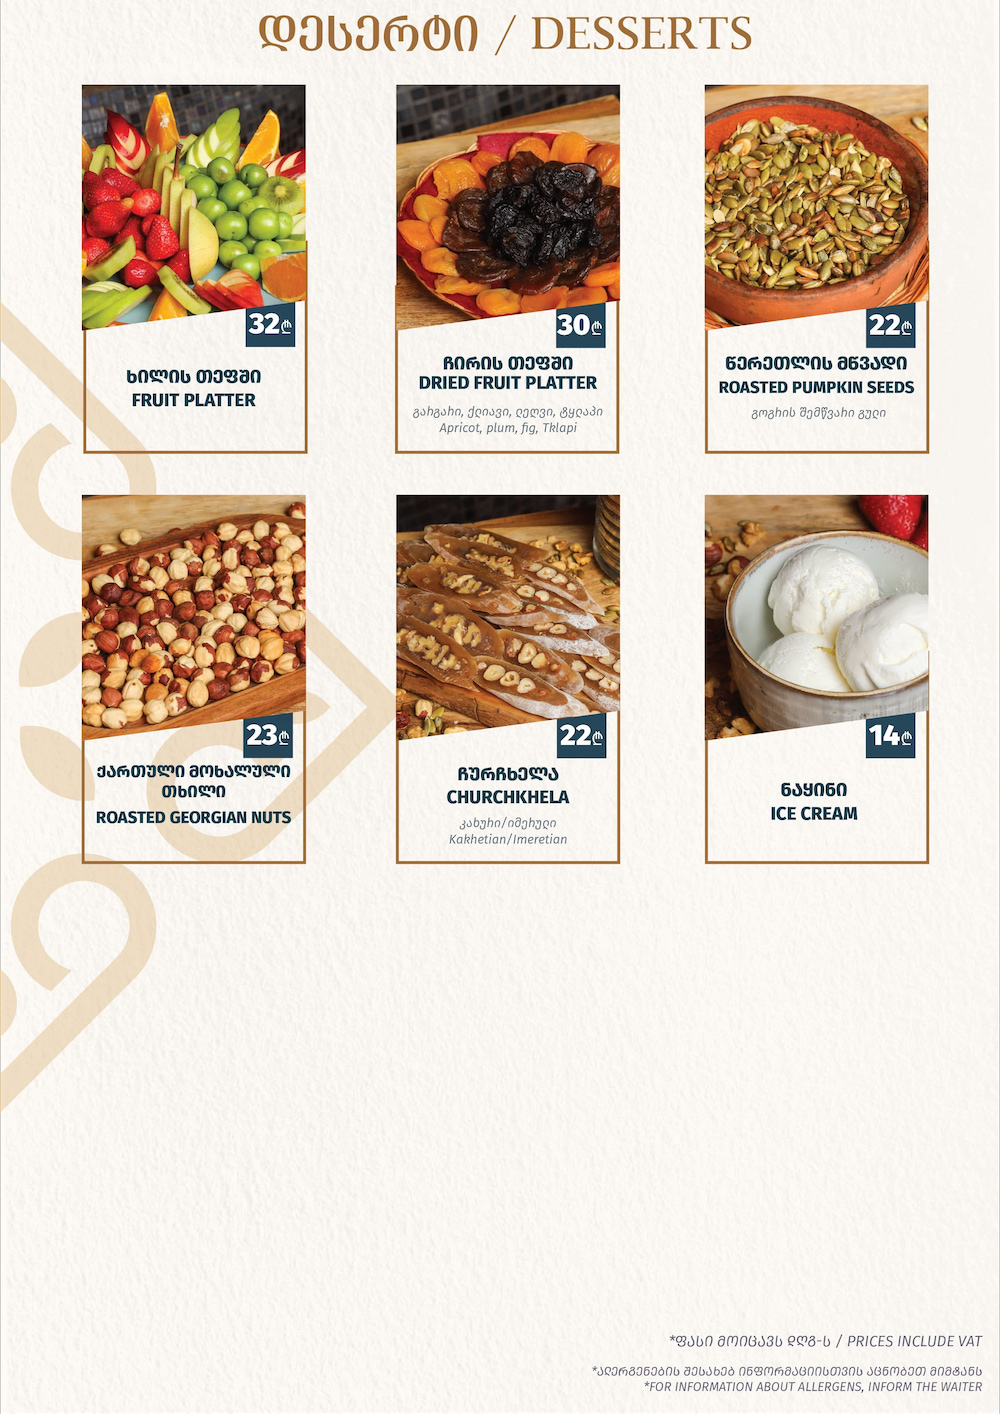 დესერტი / DESSERTS
32₾
ხილის თეფში
FRUIT PLATTER
30₾
ჩირის თეფში
DRIED FRUIT PLATTER
გარგარი, ქლიავი, ლეღვი, ტყლაპი
Apricot, plum, fig, Tklapi
22₾
წერეთლის მწვადი
ROASTED PUMPKIN SEEDS
გოგრის შემწვარი გული
23₾
ქართული მოხალული
თხილი
ROASTED GEORGIAN NUTS
22₾
ჩურჩხელა
CHURCHKHELA
კახური/იმერული
Kakhetian/Imeretian
14₾
ნაყინი
ICE CREAM
*ფასი მოიცავს დღგ-ს / PRICES INCLUDE VAT
*ალერგენების შესახებ ინფორმაციისთვის აცნობეთ მიმტანს
*FOR INFORMATION ABOUT ALLERGENS, INFORM THE WAITER